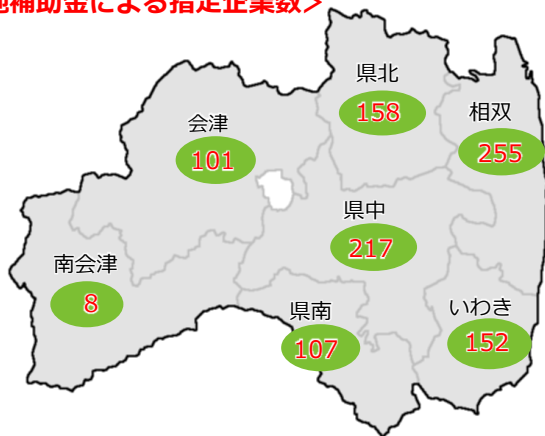 補助金による指定企業数＞
県北
158
相双
255
会津
101
県中
217
南会津
8
県南
107
いわき
152